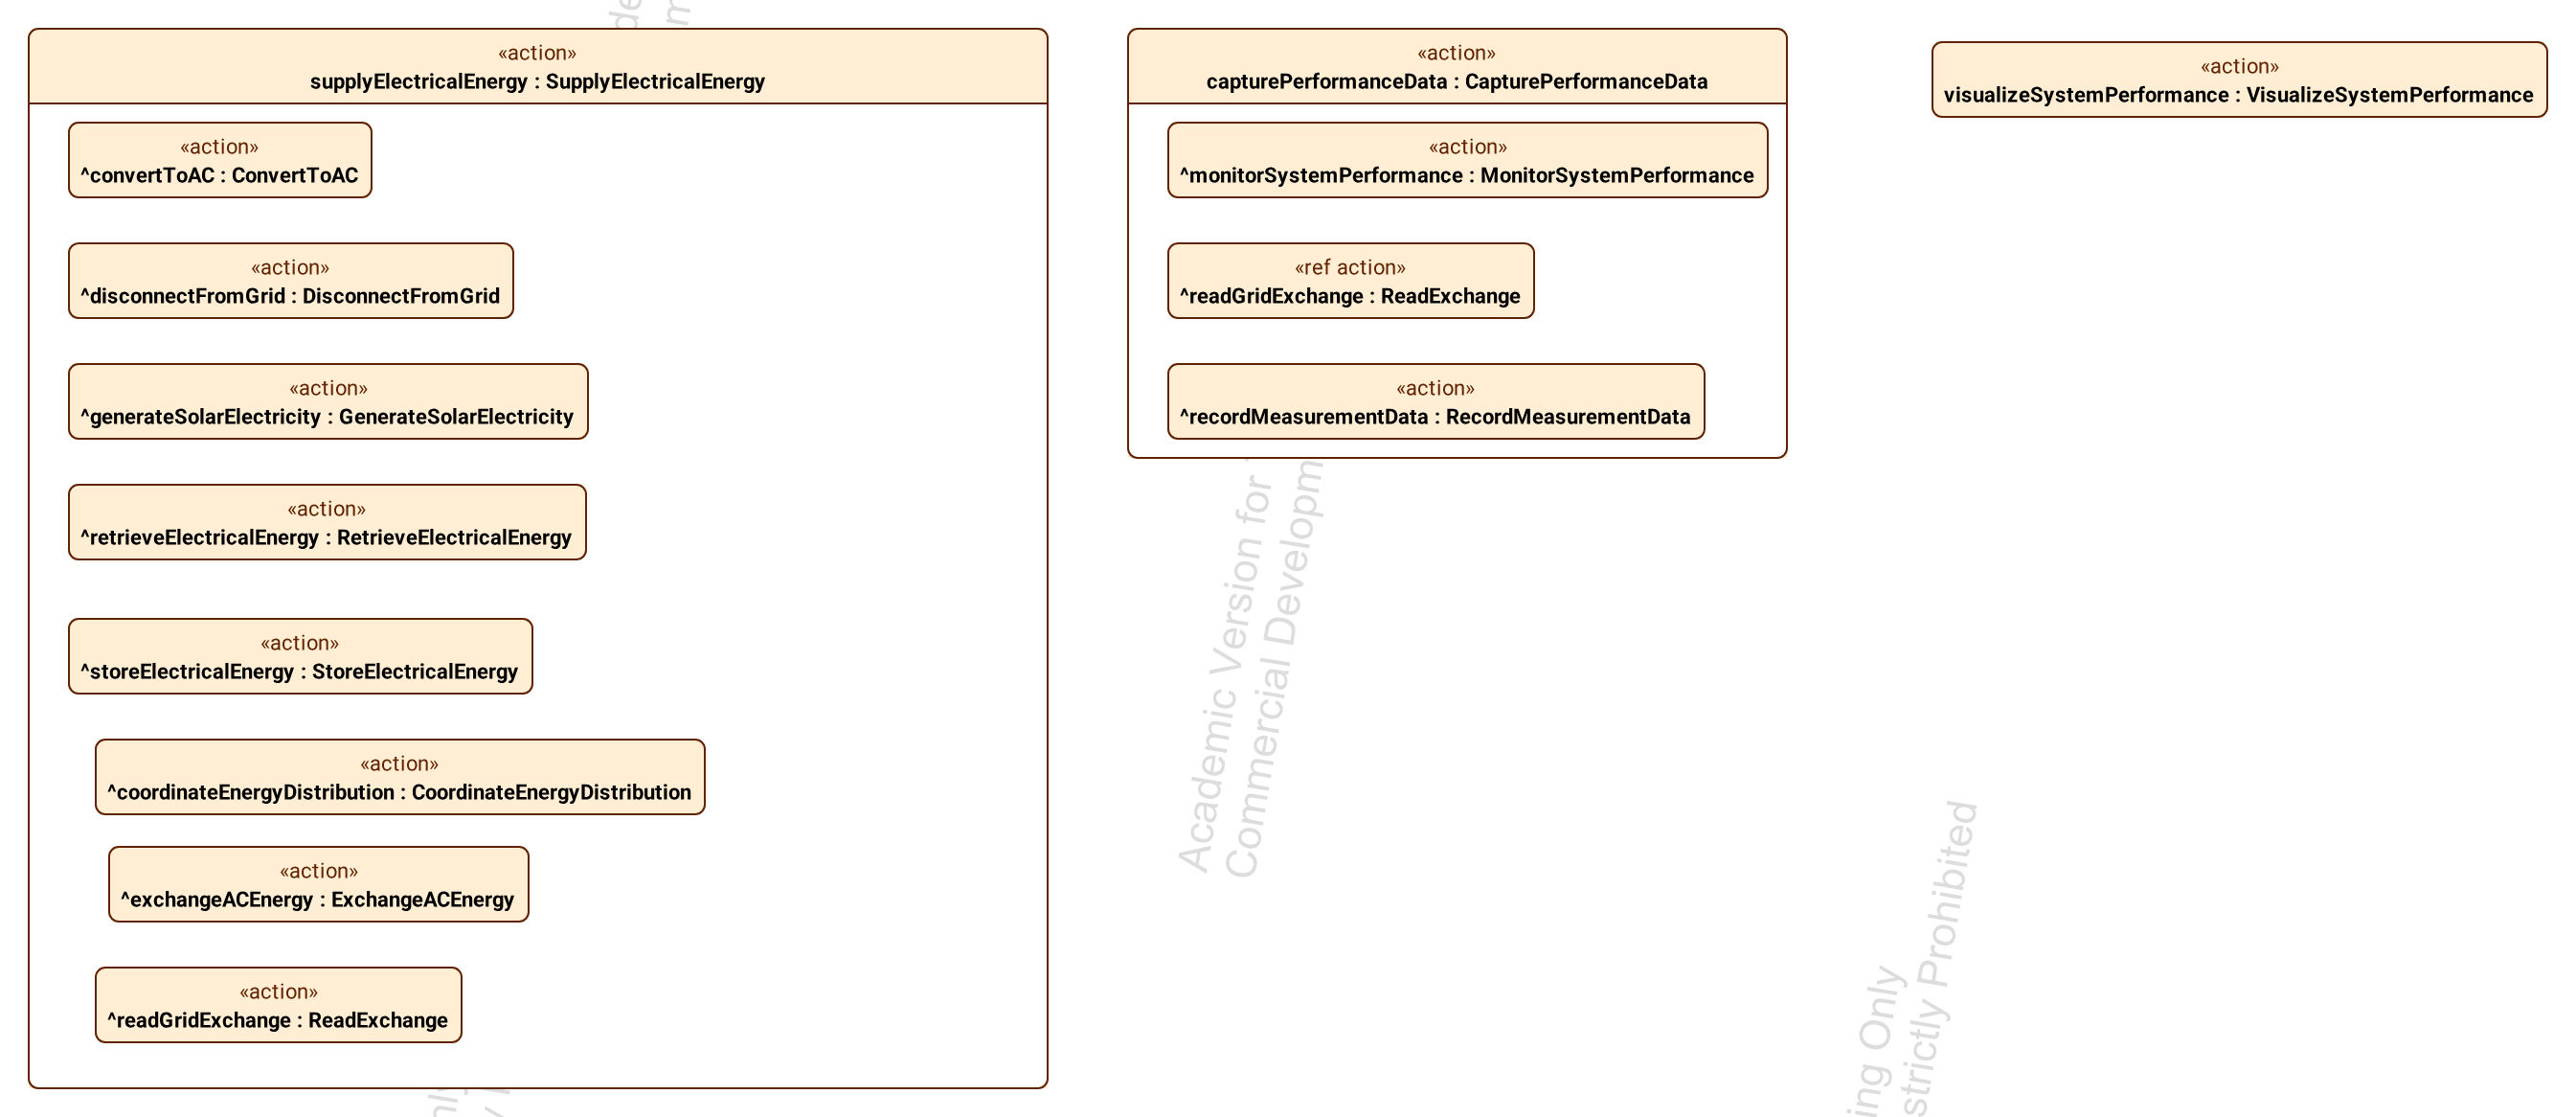 «action»
supplyElectricalEnergy : SupplyElectricalEnergy
«action»
^convertToAC : ConvertToAC
«action»
^disconnectFromGrid : DisconnectFromGrid
«action»
^generateSolarElectricity : GenerateSolarElectricity
«action»
^retrieveElectricalEnergy : RetrieveElectricalEnergy
«action»
^storeElectricalEnergy : StoreElectricalEnergy
«action»
^coordinateEnergyDistribution : CoordinateEnergyDistribution
«action»
^exchangeACEnergy : ExchangeACEnergy
«action»
^readGridExchange : ReadExchange
«action»
capturePerformanceData : CapturePerformanceData
«action»
^monitorSystemPerformance : MonitorSystemPerformance
«ref action»
^readGridExchange : ReadExchange
«action»
^recordMeasurementData : RecordMeasurementData
«action»
visualizeSystemPerformance : VisualizeSystemPerformance
Academic Version for
Commercial Developm
ing Only
strictly Prohibited